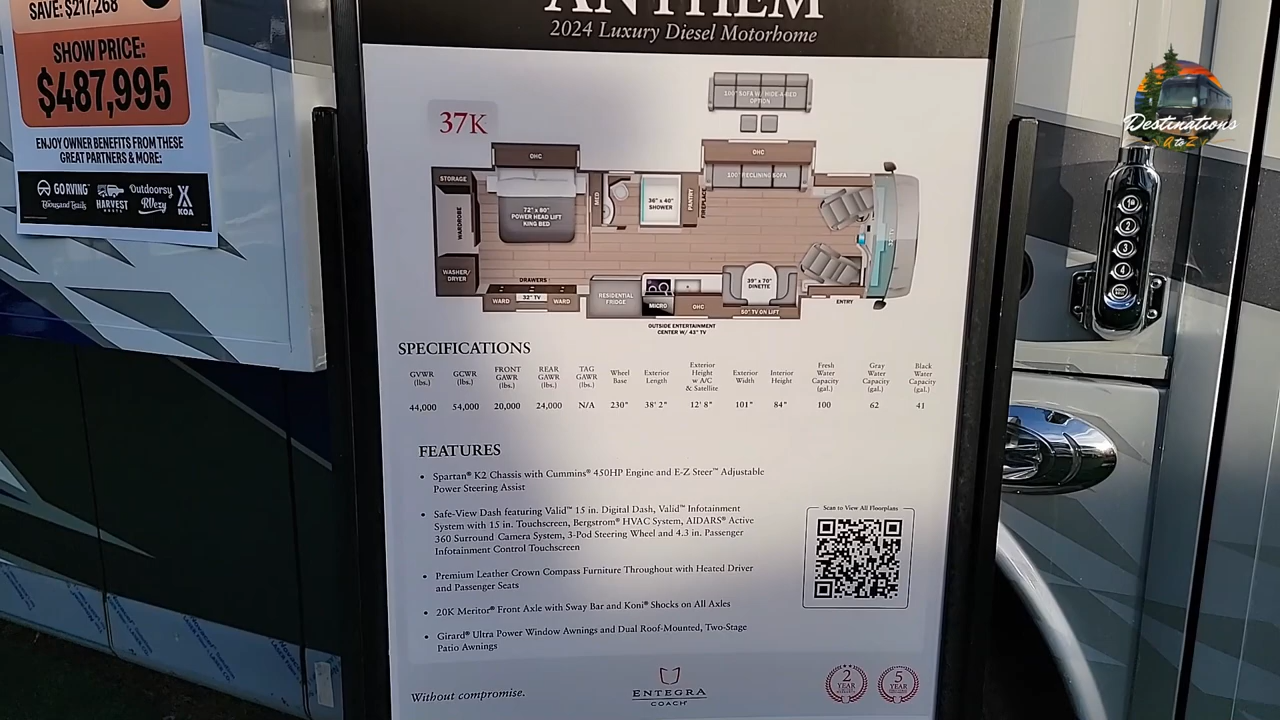 SAVE: $217,268
SHOW PRICE:
$487,995
ENJOY OWNER BENEFITS FROM THESE
GREAT PARTNERS & MORE:
GO RVING
Thousand Trails
HARVEST
HOSTS
Outdoorsy
RVezy
KOA
ANTHEM
2024 Luxury Diesel Motorhome
37K
100" SOFA W/ HIDE-A-BED
OPTION
OHC
OHC
STORAGE
WARDROBE
WASHER/
DRYER
72" x 80"
POWER HEAD LIFT
KING BED
MED
36" x 40"
SHOWER
PANTRY
FIREPLACE
100" RECLINING SOFA
DRAWERS
WARD
32" TV
WARD
RESIDENTIAL
FRIDGE
MICRO
OHC
39" x 70"
DINETTE
50" TV ON LIFT
ENTRY
OUTSIDE ENTERTAINMENT
CENTER W/ 43" TV
SPECIFICATIONS
GVWR (lbs.) GCWR (lbs.) FRONT GAWR (lbs.) REAR GAWR (lbs.) TAG GAWR (lbs.) Wheel Base Exterior Length Exterior Height w A/C & Satellite Exterior Width Interior Height Fresh Water Capacity (gal.) Gray Water Capacity (gal.) Black Water Capacity (gal.)
44,000 54,000 20,000 24,000 N/A 230" 38' 2" 12' 8" 101" 84" 100 62 41
FEATURES
• Spartan® K2 Chassis with Cummins® 450HP Engine and E-Z Steer™ Adjustable
Power Steering Assist
• Safe-View Dash featuring Valid™ 15 in. Digital Dash, Valid™ Infotainment
System with 15 in. Touchscreen, Bergstrom® HVAC System, AIDARS® Active
360 Surround Camera System, 3-Pod Steering Wheel and 4.3 in. Passenger
Infotainment Control Touchscreen
• Premium Leather Crown Compass Furniture Throughout with Heated Driver
and Passenger Seats
• 20K Meritor® Front Axle with Sway Bar and Koni® Shocks on All Axles
• Girard® Ultra Power Window Awnings and Dual Roof-Mounted, Two-Stage
Patio Awnings
Scan to View All Floorplans
Without compromise.
ENTEGRA
COACH
2
YEAR
5
YEAR
Destinations
A to Z
2
3
4